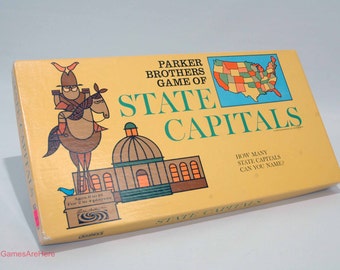 PARKER
BROTHERS
GAME OF
STATE
CAPITALS
HOW MANY
STATE CAPITALS
CAN YOU NAME?
STATE CAPITALS
GamesAreHere